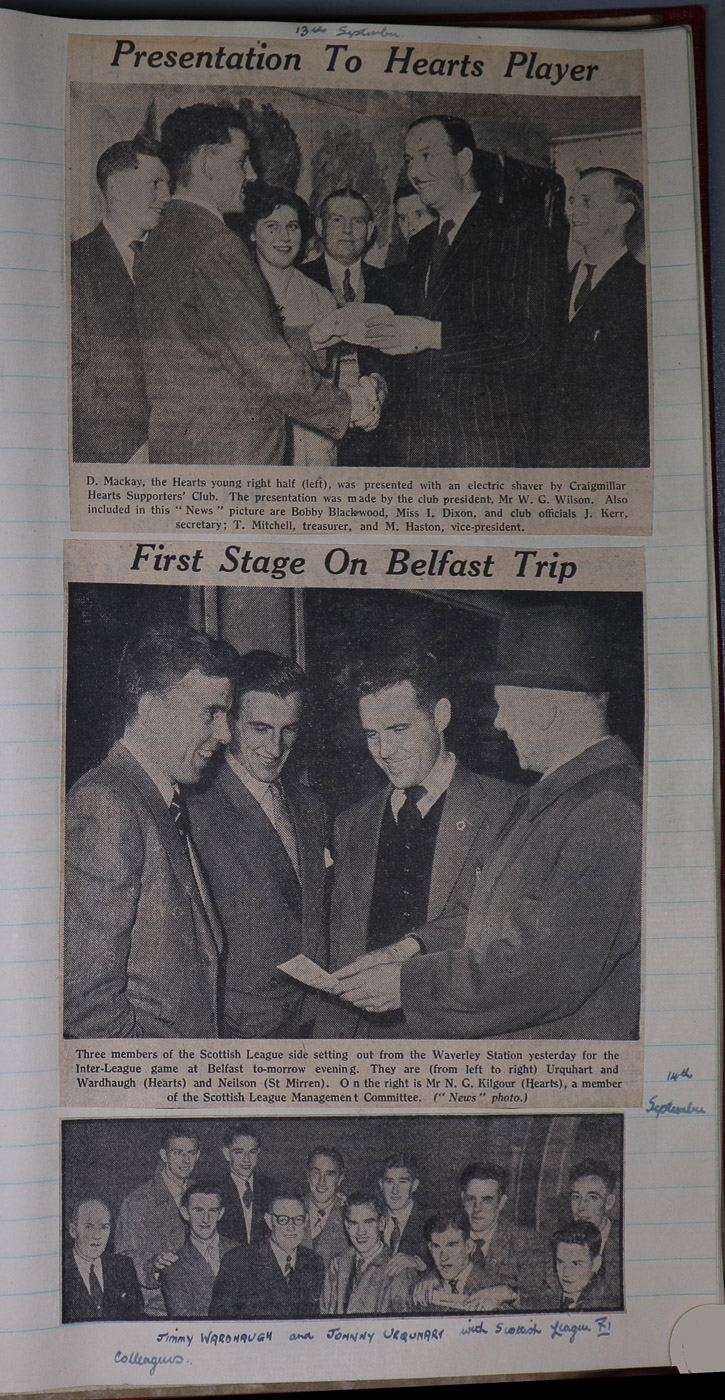 13th September.
Presentation To Hearts Player
D. Mackay, the Hearts young right half (left), was presented with an electric shaver by Craigmillar
Hearts Supporters' Club. The presentation was made by the club president, Mr W. G. Wilson. Also
included in this " News " picture are Bobby Blackwood, Miss I. Dixon, and club officials J. Kerr,
secretary; T. Mitchell, treasurer, and M. Haston, vice-president.
First Stage On Belfast Trip
Three members of the Scottish League side setting out from the Waverley Station yesterday for the
Inter-League game at Belfast to-morrow evening. They are (from left to right) Urquhart and
Wardhaugh (Hearts) and Neilson (St Mirren). On the right is Mr N. G. Kilgour (Hearts), a member
of the Scottish League Management Committee. (" News " photo.)
14th
September
Jimmy WARDHAUGH and JOHNNY URQUHART with Scottish League XI
Colleagues..